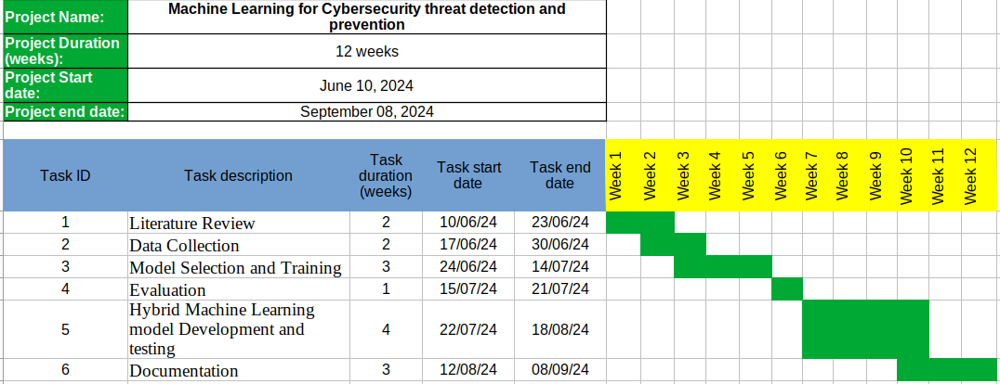 Project Name: Machine Learning for Cybersecurity threat detection and
prevention
Project Duration
(weeks): 12 weeks
Project Start
date: June 10, 2024
Project end date: September 08, 2024
Task ID Task description Task
duration
(weeks) Task start
date Task end
date Week 1 Week 2 Week 3 Week 4 Week 5 Week 6 Week 7 Week 8 Week 9 Week 10 Week 11 Week 12
1 Literature Review 2 10/06/24 23/06/24
2 Data Collection 2 17/06/24 30/06/24
3 Model Selection and Training 3 24/06/24 14/07/24
4 Evaluation 1 15/07/24 21/07/24
5 Hybrid Machine Learning
model Development and
testing 4 22/07/24 18/08/24
6 Documentation 3 12/08/24 08/09/24